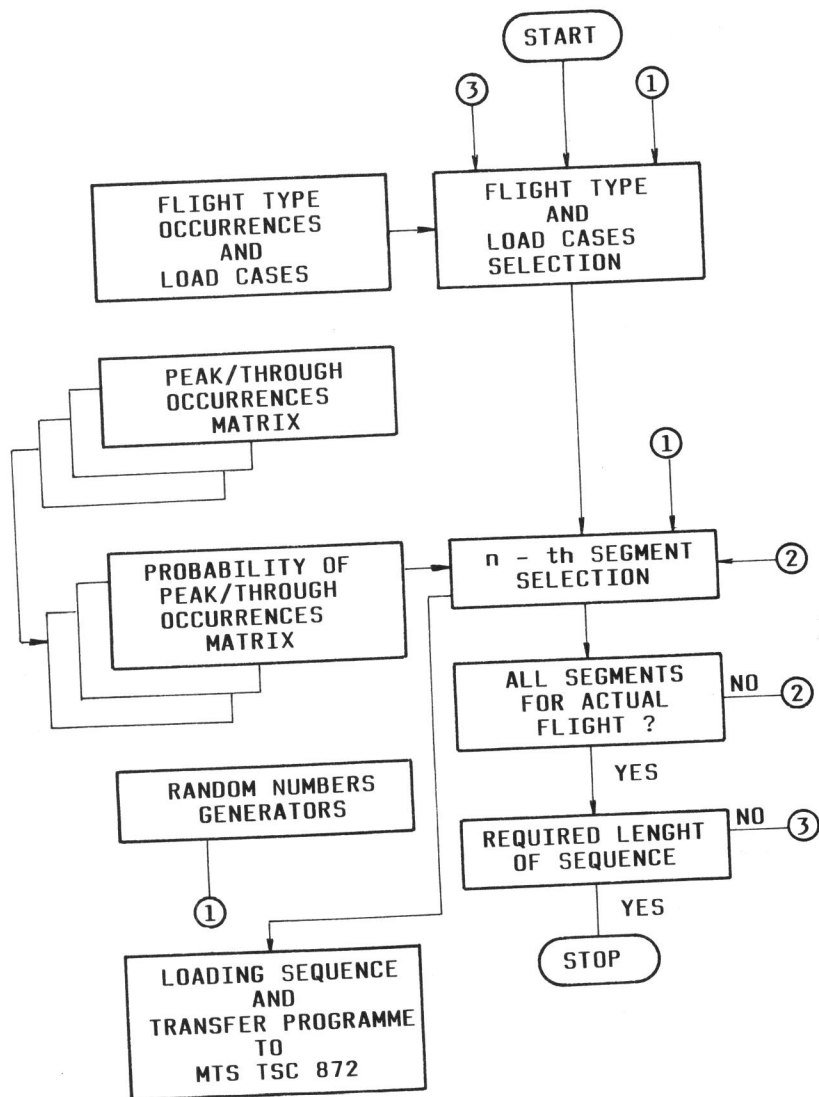 START
③
①
FLIGHT TYPE
OCCURRENCES
AND
LOAD CASES
FLIGHT TYPE
AND
LOAD CASES
SELECTION
PEAK/THROUGH
OCCURRENCES
MATRIX
①
PROBABILITY OF
PEAK/THROUGH
OCCURRENCES
MATRIX
n - th SEGMENT
SELECTION
②
ALL SEGMENTS
FOR ACTUAL
FLIGHT ?
NO
②
YES
RANDOM NUMBERS
GENERATORS
①
REQUIRED LENGHT
OF SEQUENCE
NO
③
YES
STOP
LOADING SEQUENCE
AND
TRANSFER PROGRAMME
TO
MTS TSC 872